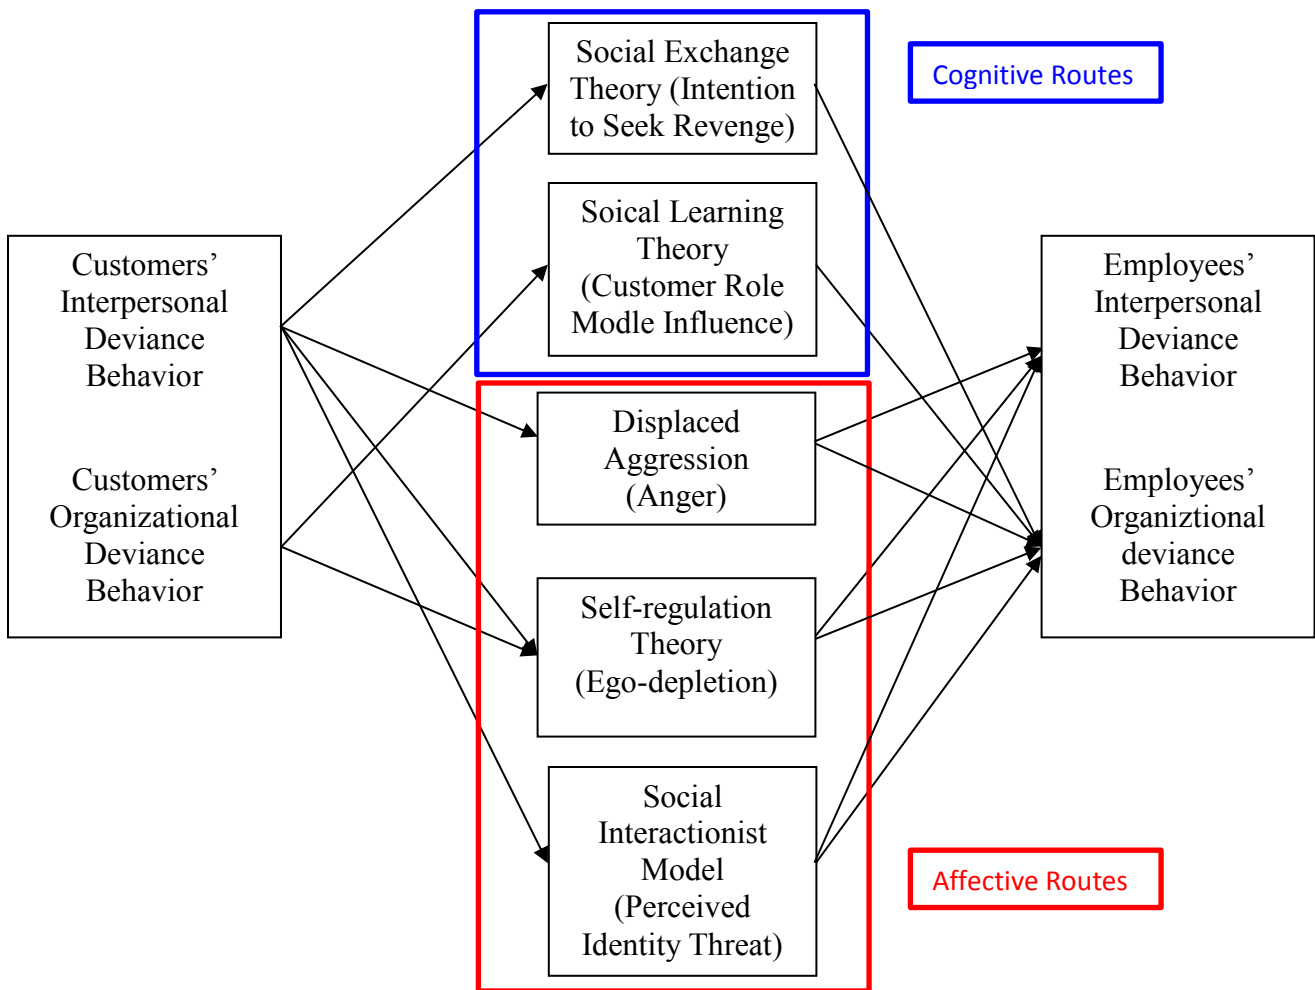 Social Exchange
Theory (Intention
to Seek Revenge)
Cognitive Routes
Soical Learning
Theory
(Customer Role
Modle Influence)
Customers’
Interpersonal
Deviance
Behavior
Customers’
Organizational
Deviance
Behavior
Displaced
Aggression
(Anger)
Self-regulation
Theory
(Ego-depletion)
Social
Interactionist
Model
(Perceived
Identity Threat)
Employees’
Interpersonal
Deviance
Behavior
Employees’
Organiztional
deviance
Behavior
Affective Routes